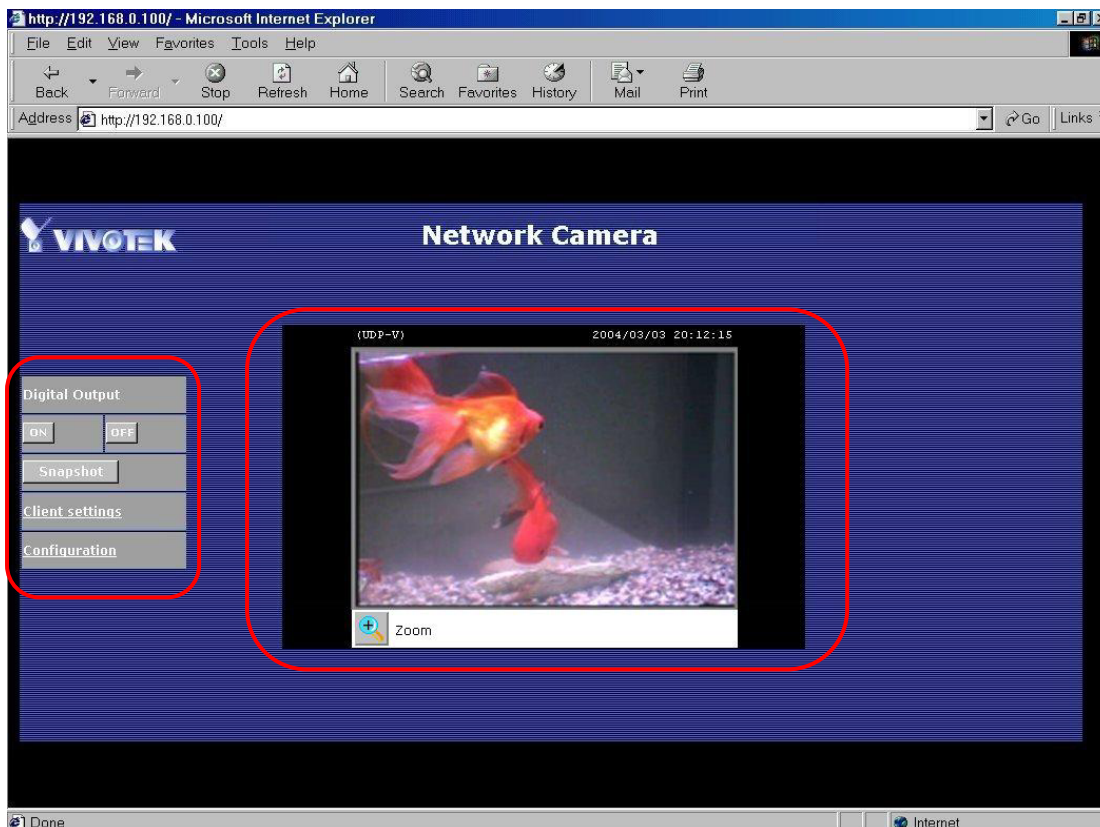 http://192.168.0.100/ - Microsoft Internet Explorer
File Edit View Favorites Tools Help
Back Forward Stop Refresh Home Search Favorites History Mail Print
Address http://192.168.0.100/ Go Links
VIVOTEK
Network Camera
(UDP-V) 2004/03/03 20:12:15
Digital Output
ON OFF
Snapshot
Client settings
Configuration
Zoom
Done Internet